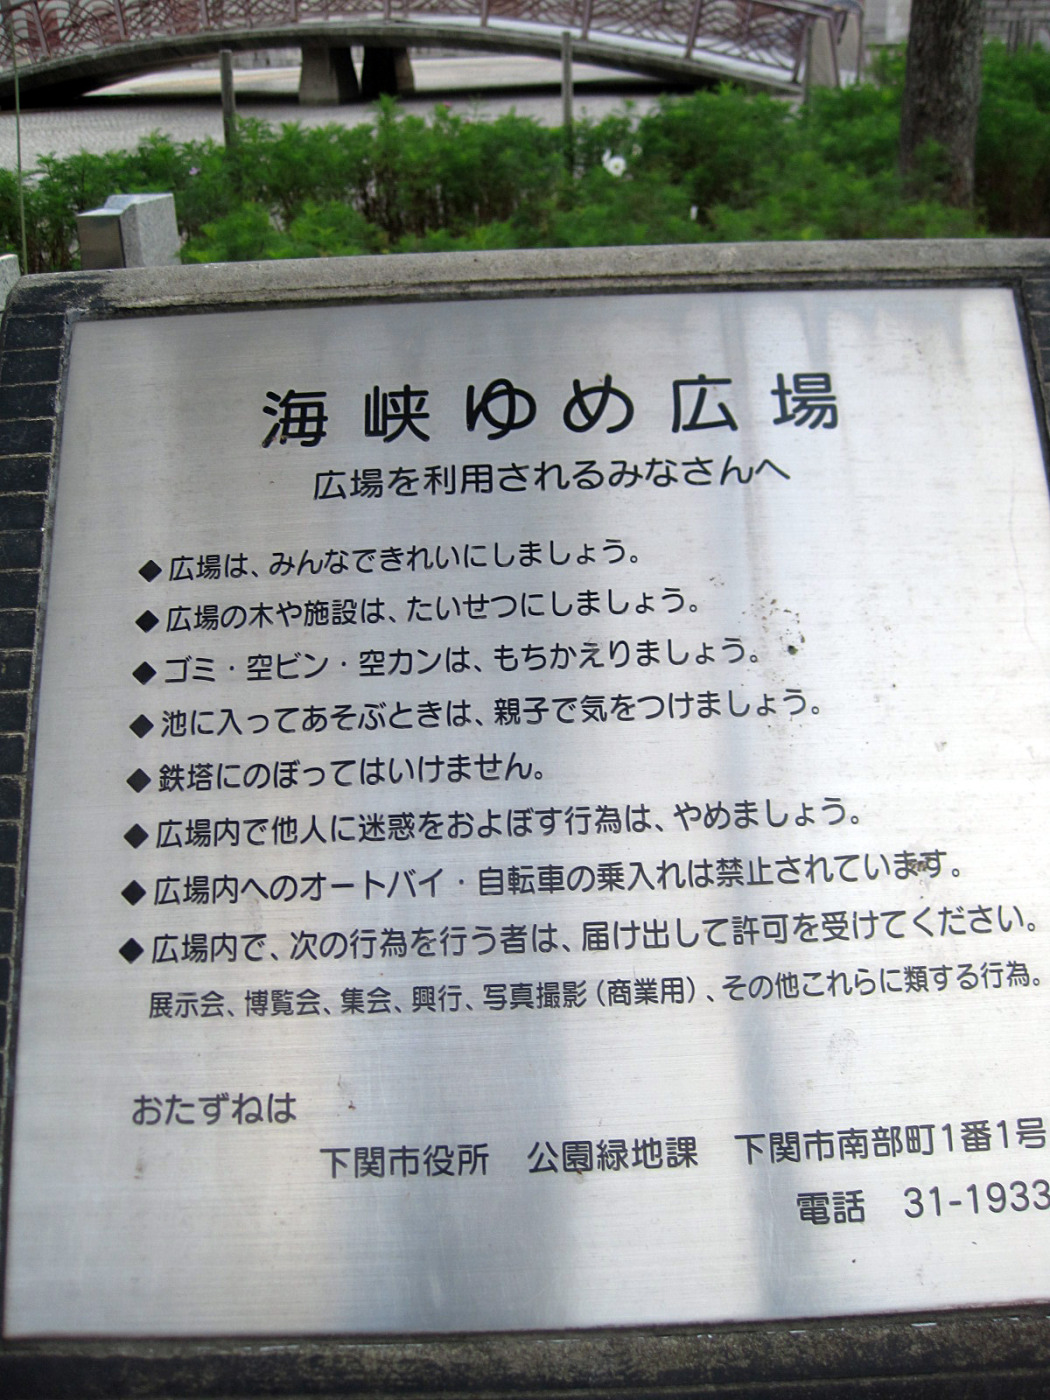 海峡ゆめ広場
広場を利用されるみなさんへ
◆広場は、みんなできれいにしましょう。
◆広場の木や施設は、たいせつにしましょう。
◆ゴミ・空ビン・空カンは、もちかえりましょう。
◆池に入ってあそぶときは、親子で気をつけましょう。
◆鉄塔にのぼってはいけません。
◆広場内で他人に迷惑をおよぼす行為は、やめましょう。
◆広場内へのオートバイ・自転車の乗入れは禁止されています。
◆広場内で、次の行為を行う者は、届け出して許可を受けてください。
展示会、博覧会、集会、興行、写真撮影（商業用）、その他これらに類する行為。
おたずねは
下関市役所　公園緑地課　下関市南部町1番1号
電話　31-1933